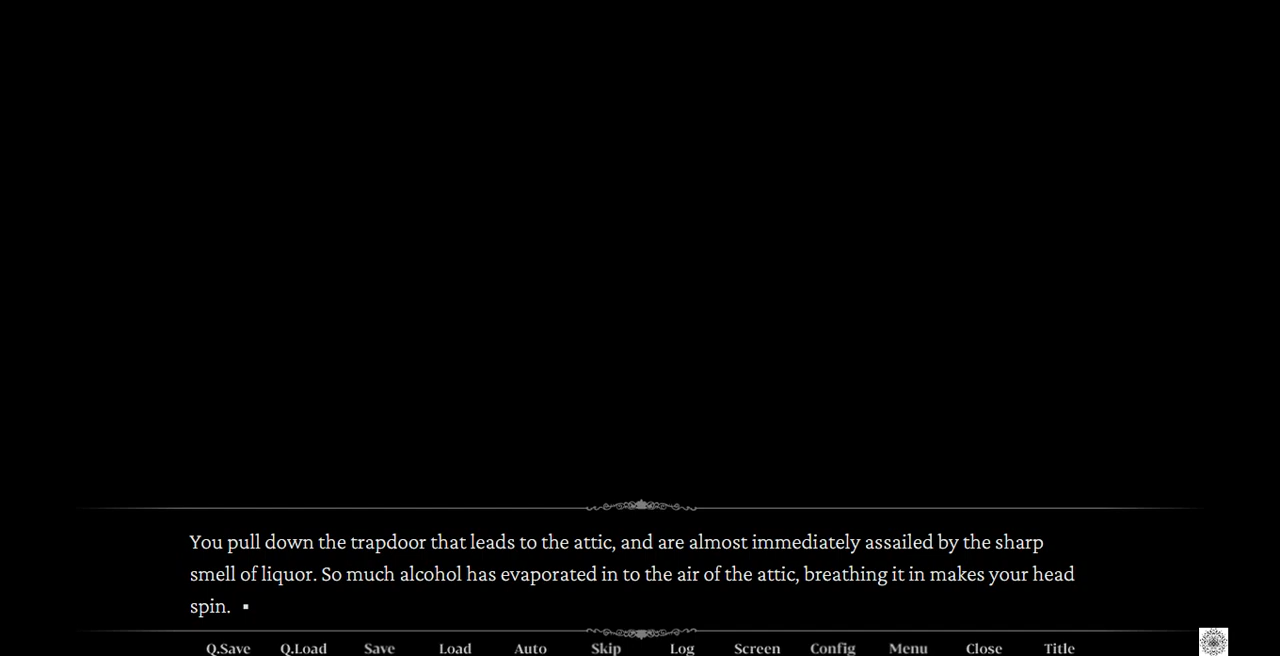 You pull down the trapdoor that leads to the attic, and are almost immediately assailed by the sharp
smell of liquor. So much alcohol has evaporated in to the air of the attic, breathing it in makes your head
spin.
Q.Save Q.Load Save Load Auto Skip Log Screen Config Menu Close Title